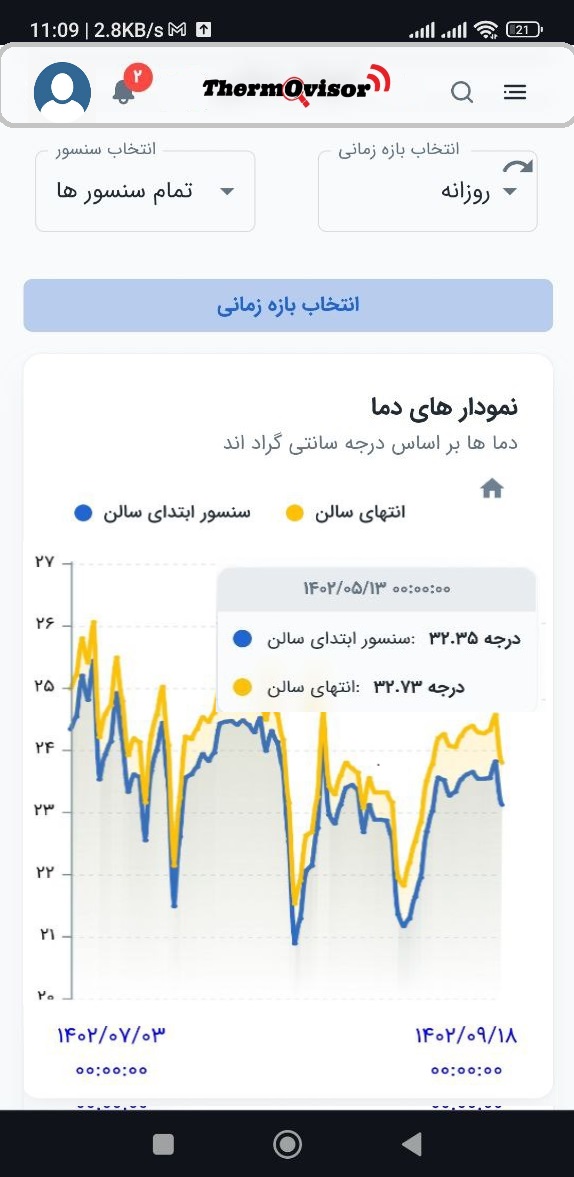 11:09 | 2.8KB/s
21
۲
ThermOvisor
انتخاب بازه زمانی
روزانه
انتخاب سنسور
تمام سنسور ها
انتخاب بازه زمانی
نمودار های دما
دما ها بر اساس درجه سانتی گراد اند
سنسور ابتدای سالن
انتهای سالن
۱۴۰۲/۰۵/۱۳ ۰۰:۰۰:۰۰
سنسور ابتدای سالن: ۳۲.۳۵ درجه
انتهای سالن: ۳۲.۷۳ درجه
۲۷
۲۶
۲۵
۲۴
۲۳
۲۲
۲۱
۲۰
۱۴۰۲/۰۷/۰۳
۰۰:۰۰:۰۰
۱۴۰۲/۰۹/۱۸
۰۰:۰۰:۰۰